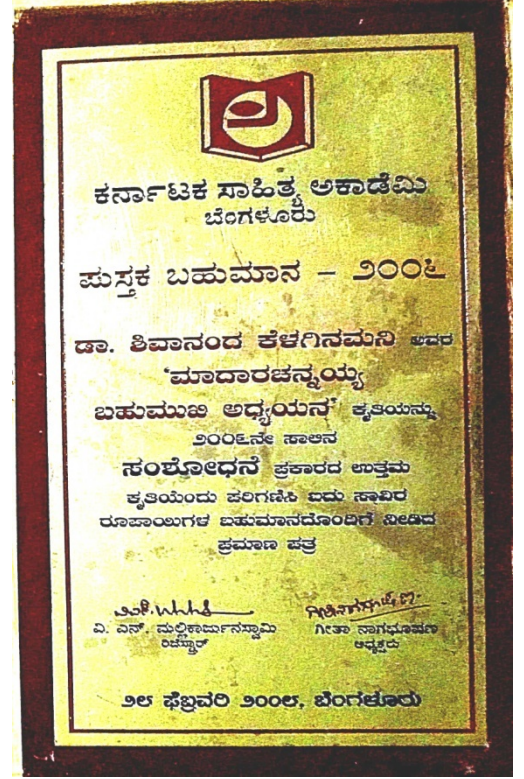 ಕರ್ನಾಟಕ ಸಾಹಿತ್ಯ ಅಕಾಡೆಮಿ
ಬೆಂಗಳೂರು
ಪುಸ್ತಕ ಬಹುಮಾನ – ೨೦೦೬
ಡಾ. ಶಿವಾನಂದ ಕೆಳಗಿನಮನಿ ಅವರ
'ಮಾದಾರಚನ್ನಯ್ಯ
ಬಹುಮುಖಿ ಅಧ್ಯಯನ' ಕೃತಿಯನ್ನು
೨೦೦೬ನೇ ಸಾಲಿನ
ಸಂಶೋಧನೆ ಪ್ರಕಾರದ ಉತ್ತಮ
ಕೃತಿಯೆಂದು ಪರಿಗಣಿಸಿ ಐದು ಸಾವಿರ
ರೂಪಾಯಿಗಳ ಬಹುಮಾನದೊಂದಿಗೆ ನೀಡಿದ
ಪ್ರಮಾಣ ಪತ್ರ
ವಿ. ಎನ್. ಮಲ್ಲಿಕಾರ್ಜುನಸ್ವಾಮಿ
ರಿಜಿಸ್ಟ್ರಾರ್
ಗೀತಾ ನಾಗಭೂಷಣ
ಅಧ್ಯಕ್ಷರು
೨೮ ಫೆಬ್ರವರಿ ೨೦೦೮, ಬೆಂಗಳೂರು